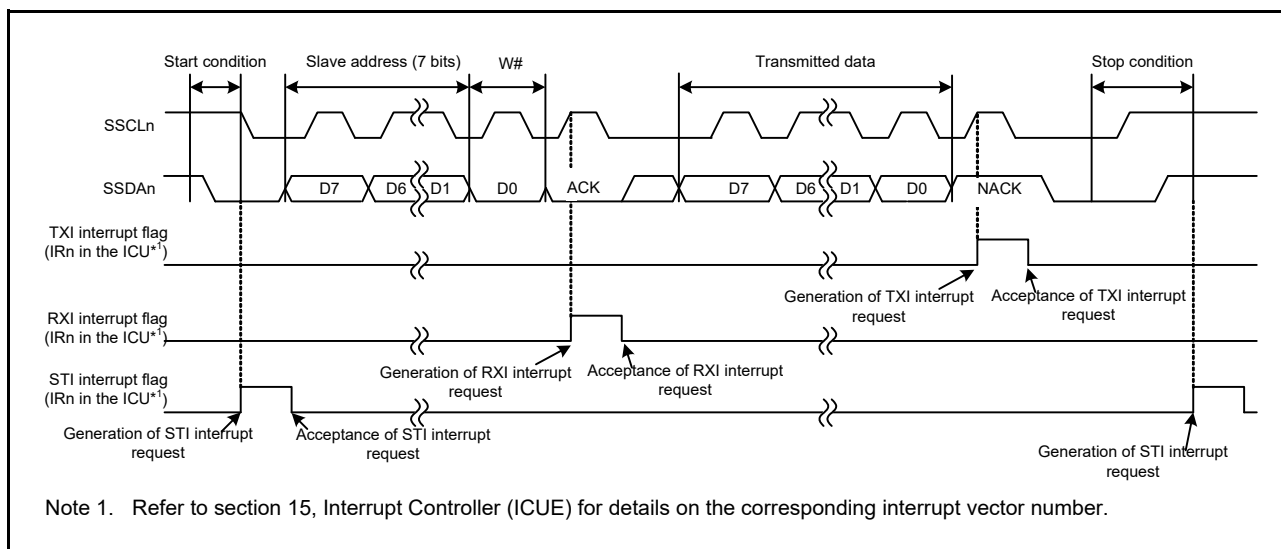 Start condition
Slave address (7 bits)
W#
Transmitted data
Stop condition
SSCLn
SSDAn
D7
D6
D1
D0
ACK
D7
D6
D1
D0
NACK
TXI interrupt flag
(IRn in the ICU*1)
Generation of TXI interrupt
request
Acceptance of TXI interrupt
request
RXI interrupt flag
(IRn in the ICU*1)
Generation of RXI interrupt
request
Acceptance of RXI interrupt
request
STI interrupt flag
(IRn in the ICU*1)
Generation of STI interrupt
request
Acceptance of STI interrupt
request
Generation of STI interrupt
request
Note 1. Refer to section 15, Interrupt Controller (ICUE) for details on the corresponding interrupt vector number.